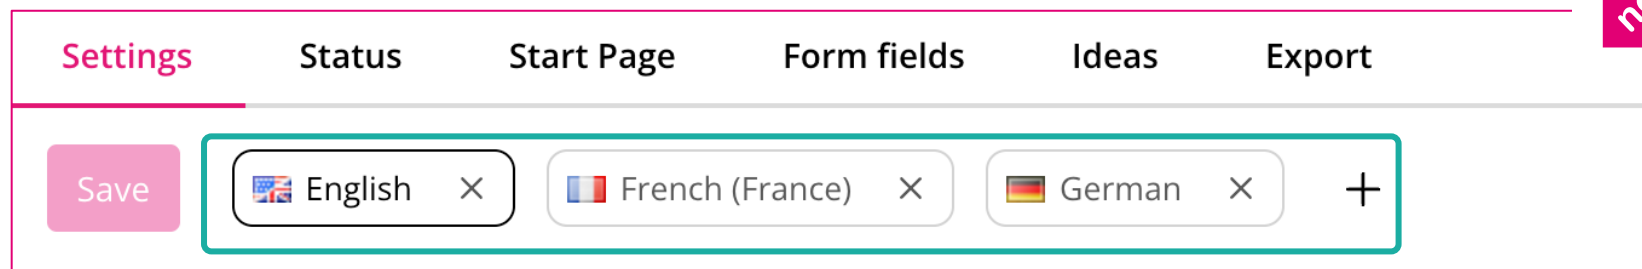 Settings Status Start Page Form fields Ideas Export
Save English French (France) German